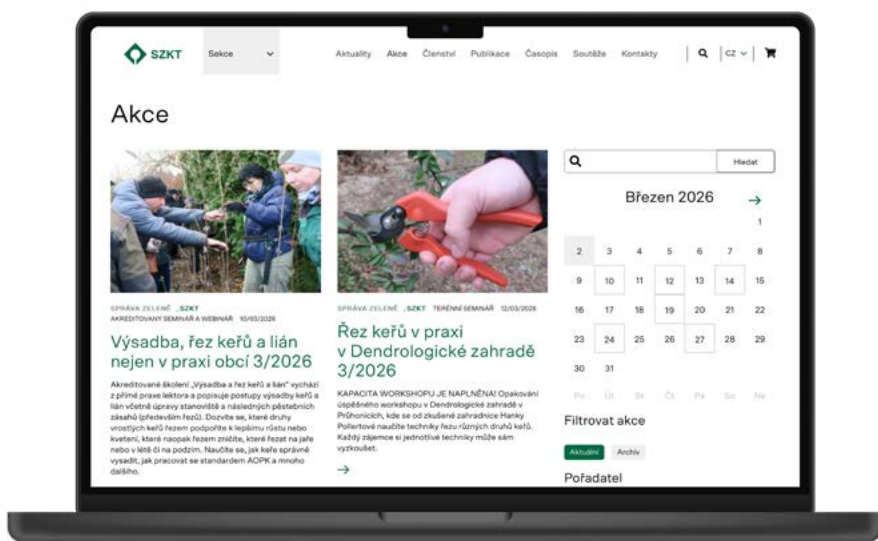 SZKT
Sekce
Aktuality Akce Členství Publikace Časopis Soutěže Kontakty
CZ
Akce
Hledat
Březen 2026
1
2 3 4 5 6 7 8
9 10 11 12 13 14 15
16 17 18 19 20 21 22
23 24 25 26 27 28 29
30 31
Po Út St Čt Pá So Ne
SPRÁVA ZELENĚ , SZKT
AKREDITOVANÝ SEMINÁŘ A WEBINÁŘ 10/03/2026
Výsadba, řez keřů a lián
nejen v praxi obcí 3/2026
Akreditované školení „Výsadba a řez keřů a lián" vychází
z přímé praxe lektora a popisuje postupy výsadby keřů a
lián včetně úpravy stanoviště a následných pěstebních
zásahů (především řezů). Dozvíte se, které druhy
vrostlých keřů řezem podpoříte k lepšímu růstu nebo
kvetení, které naopak řezem zničíte, které řezat na jaře
nebo v létě či na podzim. Naučíte se, jak keře správně
vysadit, jak pracovat se standardem AOPK a mnoho
dalšího.
SPRÁVA ZELENĚ , SZKT TERÉNNÍ SEMINÁŘ 12/03/2026
Řez keřů v praxi
v Dendrologické zahradě
3/2026
KAPACITA WORKSHOPU JE NAPLNĚNA! Opakování
úspěšného workshopu v Dendrologické zahradě v
Průhonicích, kde se od zkušené zahradnice Hanky
Pollertové naučíte techniky řezu různých druhů keřů.
Každý zájemce si jednotlivé techniky může sám
vyzkoušet.
Filtrovat akce
Aktuální Archiv
Pořadatel